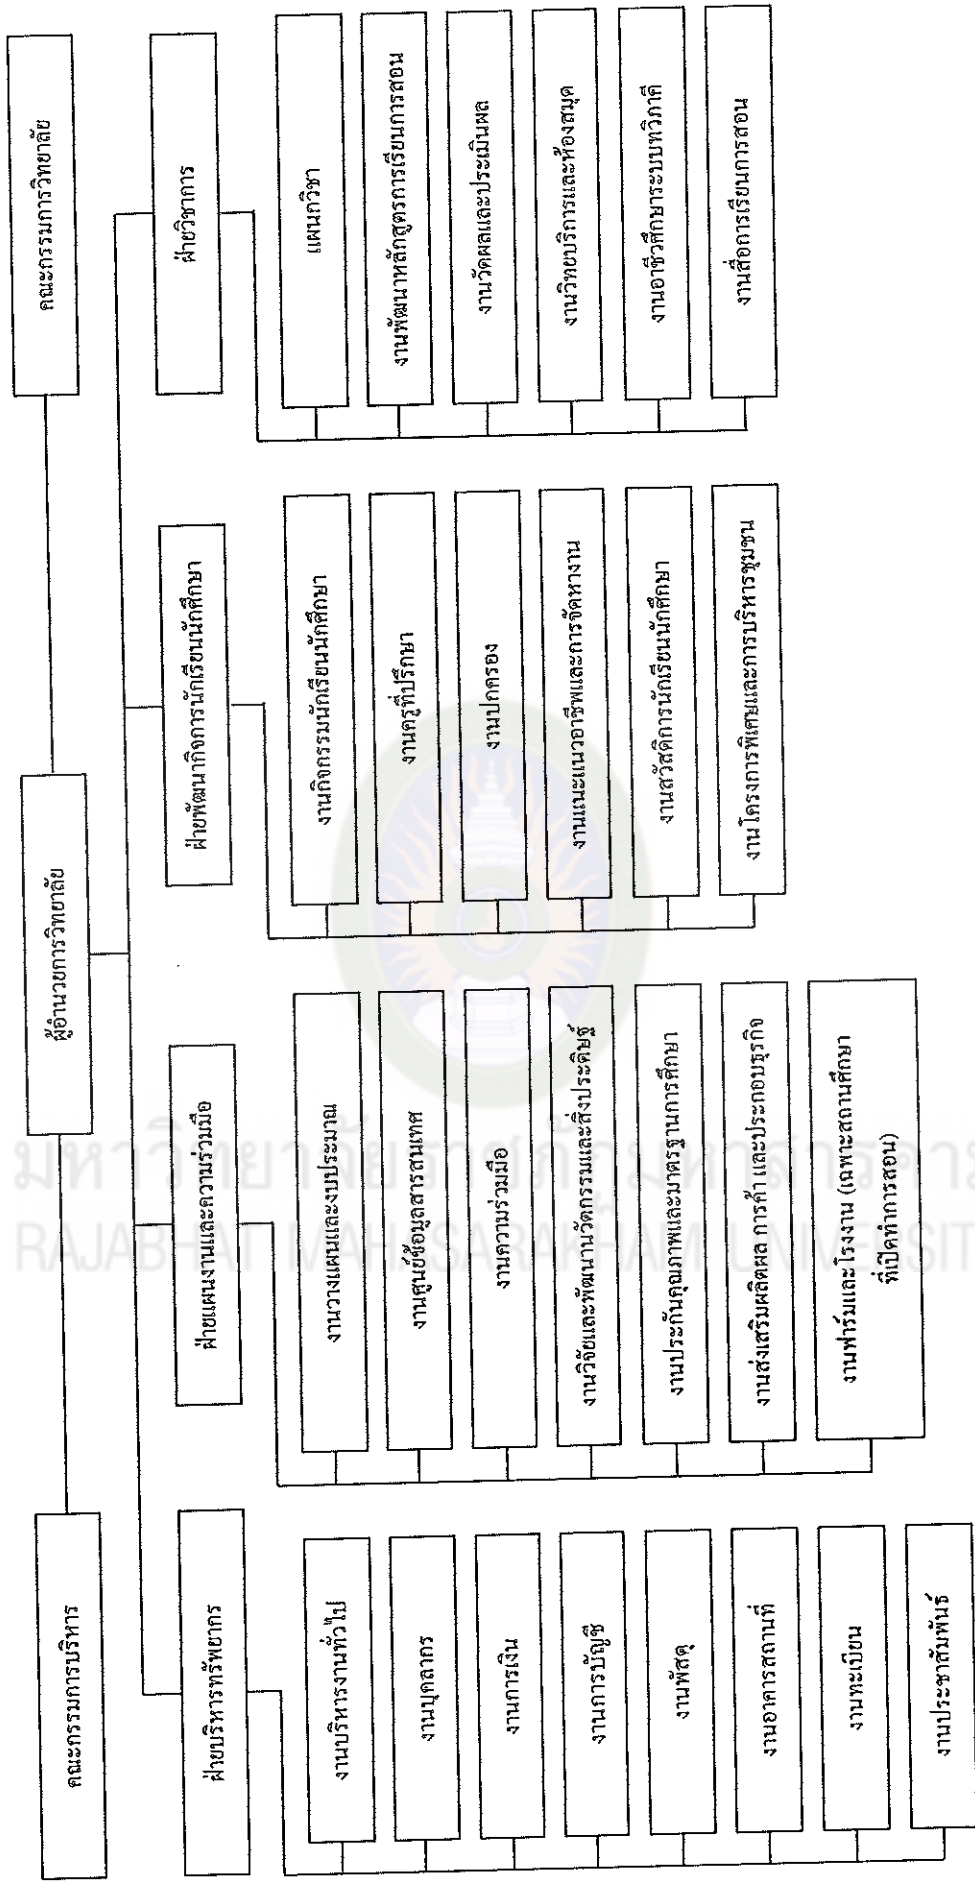 คณะกรรมการบริหาร
ผู้อำนวยการวิทยาลัย
คณะกรรมการวิทยาลัย
ฝ่ายบริหารทรัพยากร
ฝ่ายแผนงานและความร่วมมือ
ฝ่ายพัฒนากิจการนักเรียนนักศึกษา
ฝ่ายวิชาการ
งานบริหารงานทั่วไป
งานบุคลากร
งานการเงิน
งานการบัญชี
งานพัสดุ
งานอาคารสถานที่
งานทะเบียน
งานประชาสัมพันธ์
งานวางแผนและงบประมาณ
งานศูนย์ข้อมูลสารสนเทศ
งานความร่วมมือ
งานวิจัยและพัฒนานวัตกรรมและสิ่งประดิษฐ์
งานประกันคุณภาพและมาตรฐานการศึกษา
งานส่งเสริมผลิตผล การค้า และประกอบธุรกิจ
งานฟาร์มและโรงงาน (เฉพาะสถานศึกษา
ที่เปิดทำการสอน)
งานกิจกรรมนักเรียนนักศึกษา
งานครูที่ปรึกษา
งานปกครอง
งานแนะแนวอาชีพและการจัดหางาน
งานสวัสดิการนักเรียนนักศึกษา
งานโครงการพิเศษและการบริหารชุมชน
แผนกวิชา
งานพัฒนาหลักสูตรการเรียนการสอน
งานวัดผลและประเมินผล
งานวิทยบริการและห้องสมุด
งานอาชีวศึกษาระบบทวิภาคี
งานสื่อการเรียนการสอน
มหาวิทยาลัยราชภัฏมหาสารคาม
RAJABHAT MAHASARAKHAM UNIVERSIT